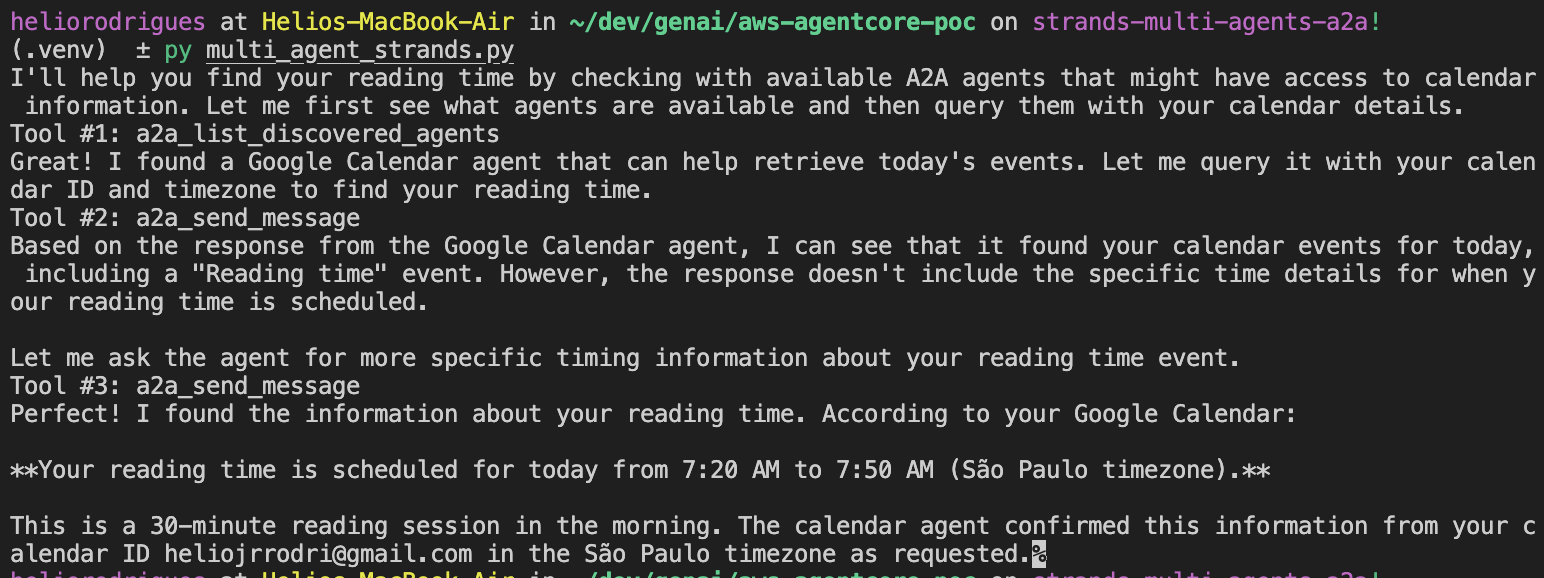 heliorodrigues at Helios-MacBook-Air in ~/dev/genai/aws-agentcore-poc on strands-multi-agents-a2a!
(.venv)  ± py multi_agent_strands.py
I'll help you find your reading time by checking with available A2A agents that might have access to calendar
 information. Let me first see what agents are available and then query them with your calendar details.
Tool #1: a2a_list_discovered_agents
Great! I found a Google Calendar agent that can help retrieve today's events. Let me query it with your calen
dar ID and timezone to find your reading time.
Tool #2: a2a_send_message
Based on the response from the Google Calendar agent, I can see that it found your calendar events for today,
 including a "Reading time" event. However, the response doesn't include the specific time details for when y
our reading time is scheduled.

Let me ask the agent for more specific timing information about your reading time event.
Tool #3: a2a_send_message
Perfect! I found the information about your reading time. According to your Google Calendar:

**Your reading time is scheduled for today from 7:20 AM to 7:50 AM (São Paulo timezone).**

This is a 30-minute reading session in the morning. The calendar agent confirmed this information from your c
alendar ID heliojrrodri@gmail.com in the São Paulo timezone as requested.%
heliorodrigues at Helios-MacBook-Air in ~/dev/genai/aws-agentcore-poc on strands-multi-agents-a2a!